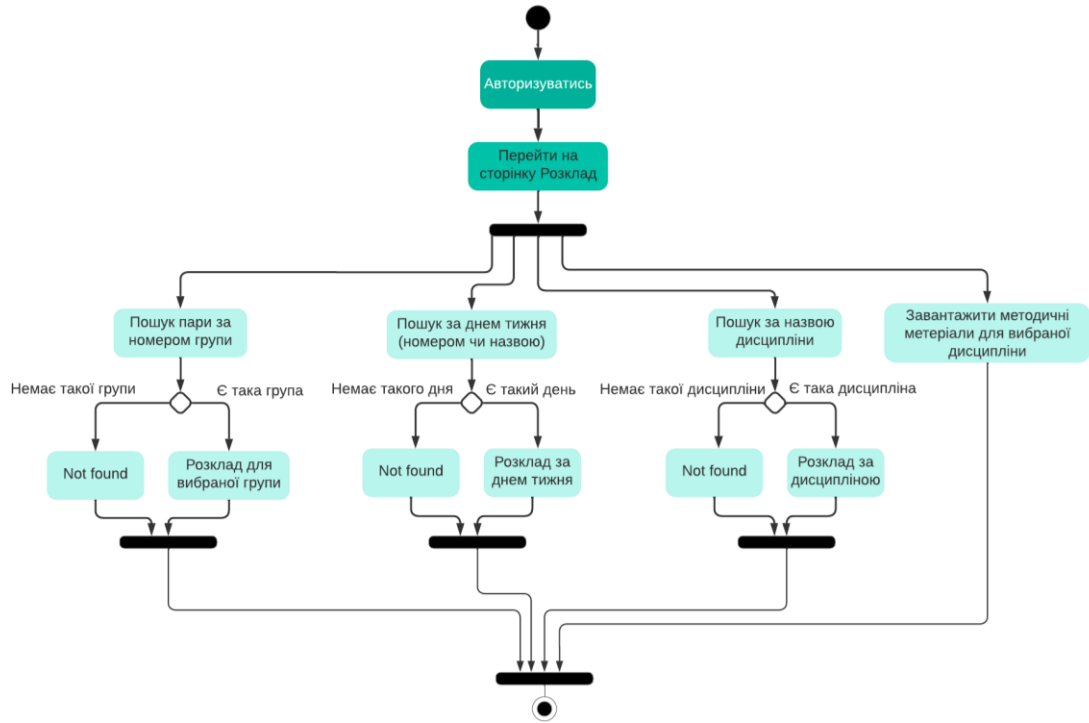 Авторизуватись
Перейти на
сторінку Розклад
Пошук пари за
номером групи
Пошук за днем тижня
(номером чи назвою)
Пошук за назвою
дисципліни
Завантажити методичні
метеріали для вибраної
дисципліни
Немає такої групи
Є така група
Немає такого дня
Є такий день
Немає такої дисципліни
Є така дисципліна
Not found
Розклад для
вибраної групи
Not found
Розклад за
днем тижня
Not found
Розклад за
дисципліною